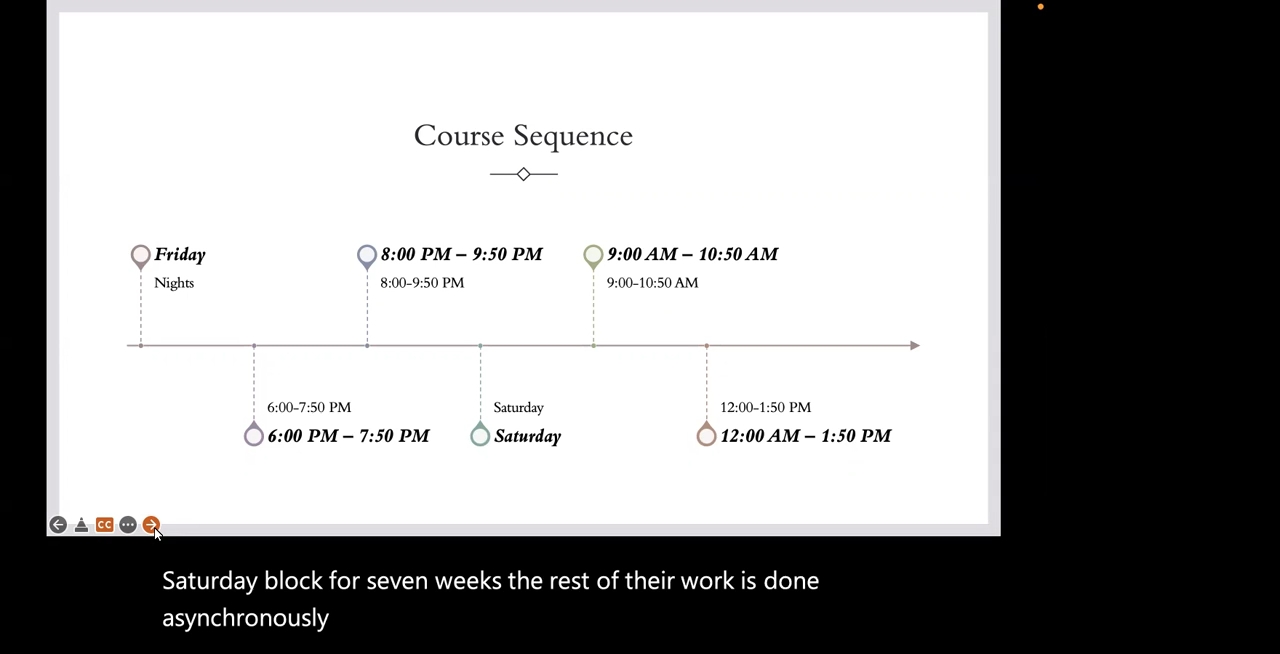 Course Sequence
Friday
Nights
8:00 PM – 9:50 PM
8:00-9:50 PM
9:00 AM – 10:50 AM
9:00-10:50 AM
6:00-7:50 PM
6:00 PM – 7:50 PM
Saturday
Saturday
12:00-1:50 PM
12:00 AM – 1:50 PM
CC
Saturday block for seven weeks the rest of their work is done
asynchronously